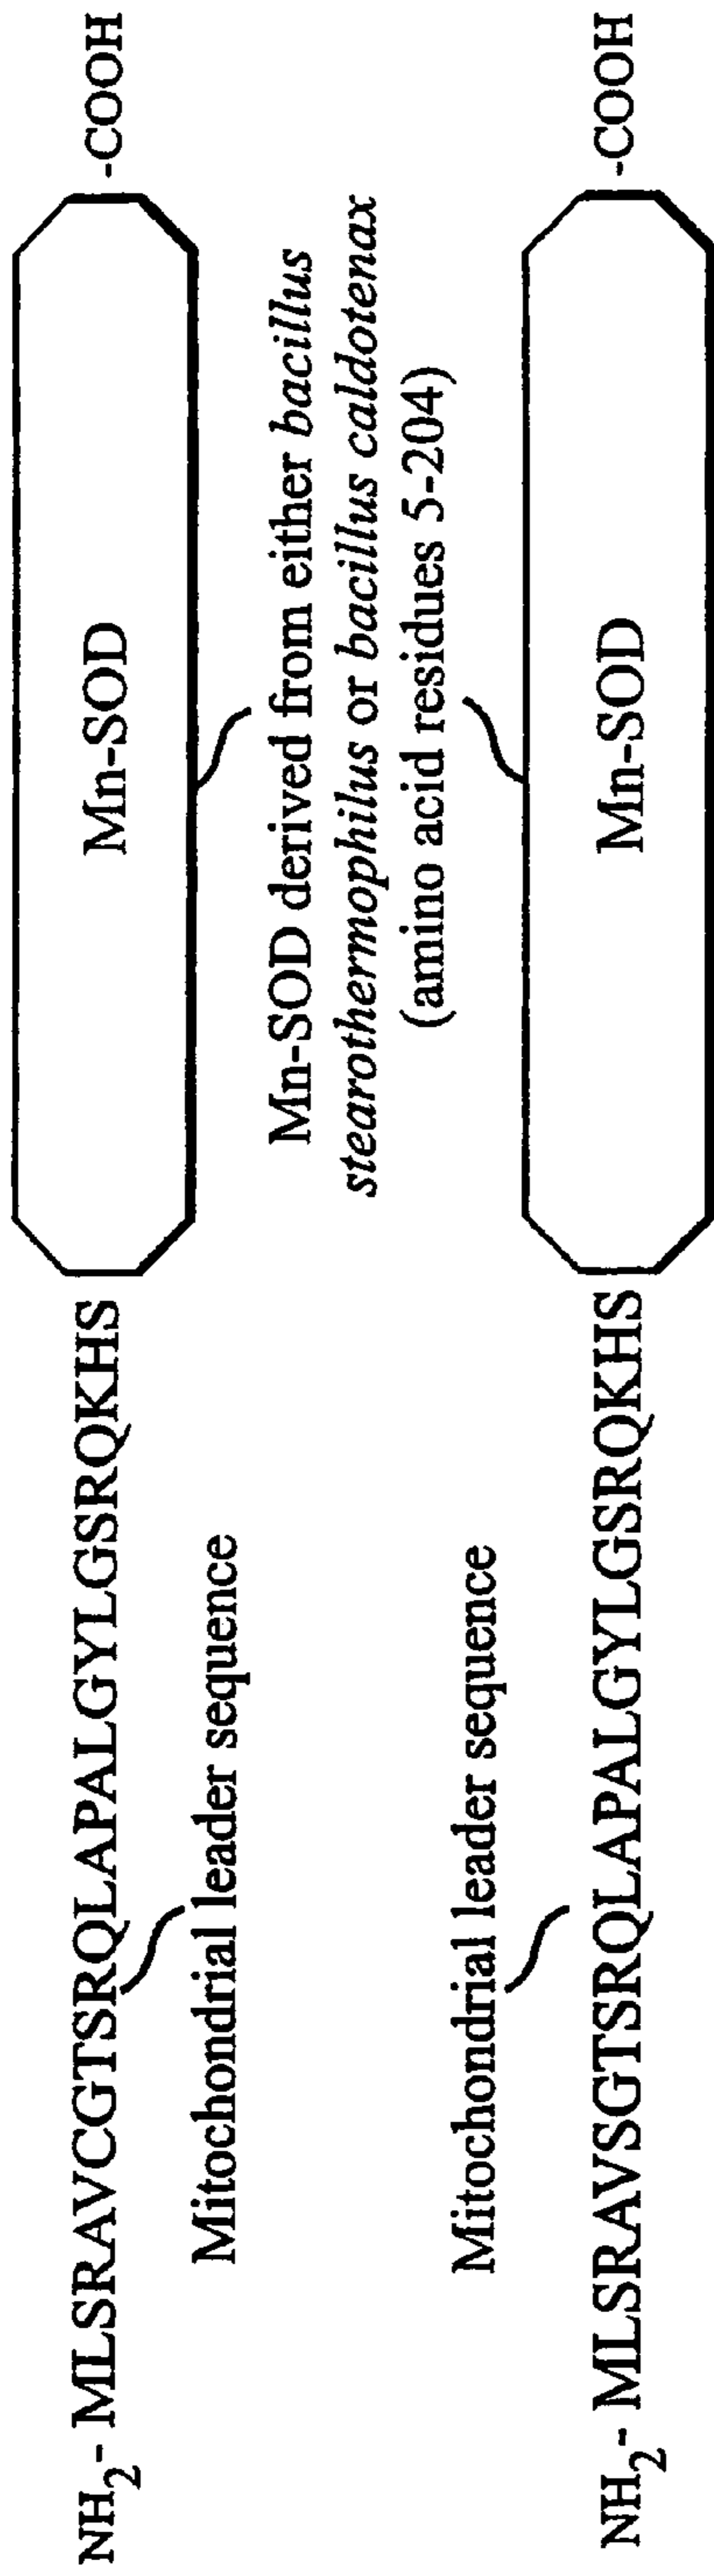 NH2- MLSRAVCGTSRQLAPALGYLGSRQKHS Mn-SOD -COOH
Mitochondrial leader sequence
Mn-SOD derived from either bacillus
stearothermophilus or bacillus caldotenax
(amino acid residues 5-204)
Mitochondrial leader sequence
NH2- MLSRAVSGTSRQLAPALGYLGSRQKHS Mn-SOD -COOH